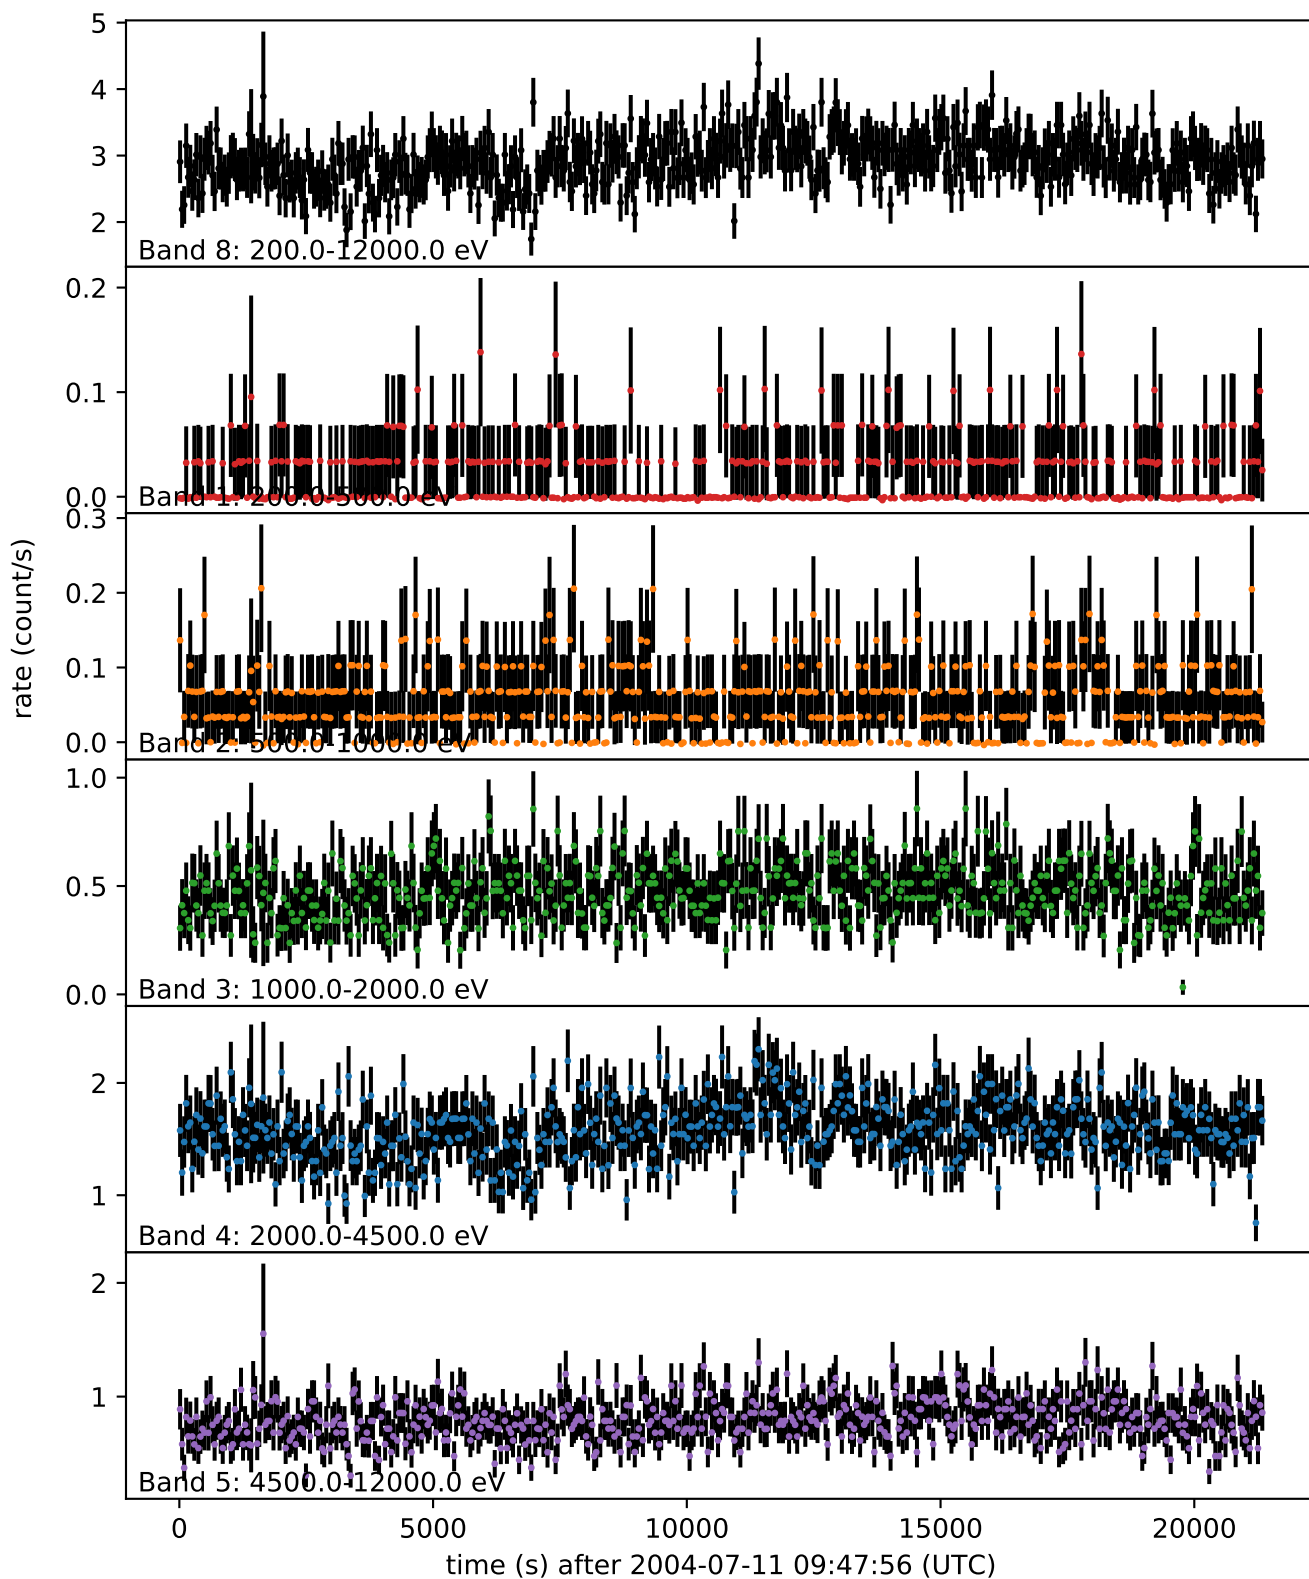 5
4
3
2
Band 8: 200.0-12000.0 eV
0.2
0.1
0.0
Band 1: 200.0-500.0 eV
0.3
0.2
0.1
0.0
Band 2: 500.0-1000.0 eV
rate (count/s)
1.0
0.5
0.0
Band 3: 1000.0-2000.0 eV
2
1
Band 4: 2000.0-4500.0 eV
2
1
Band 5: 4500.0-12000.0 eV
0 5000 10000 15000 20000
time (s) after 2004-07-11 09:47:56 (UTC)